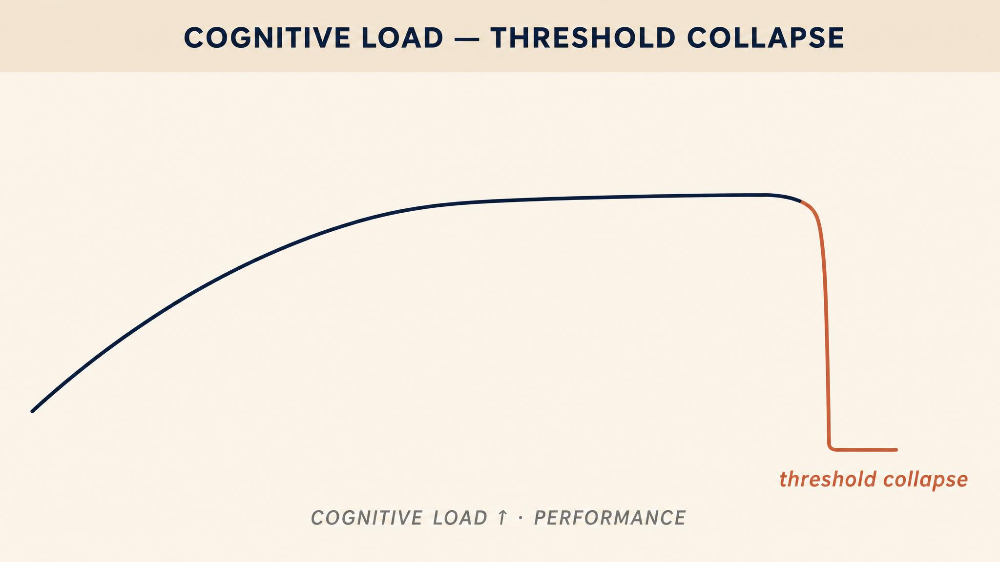 COGNITIVE LOAD — THRESHOLD COLLAPSE
threshold collapse
COGNITIVE LOAD ↑ · PERFORMANCE